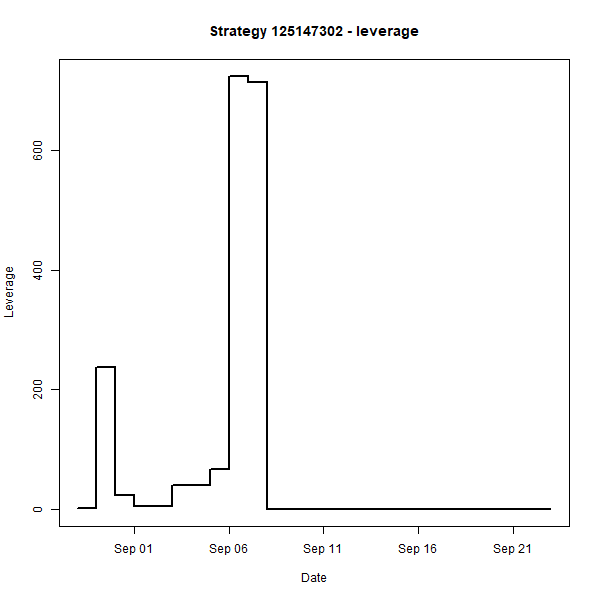 Strategy 125147302 - leverage
Leverage
600
400
200
0
Sep 01
Sep 06
Sep 11
Sep 16
Sep 21
Date